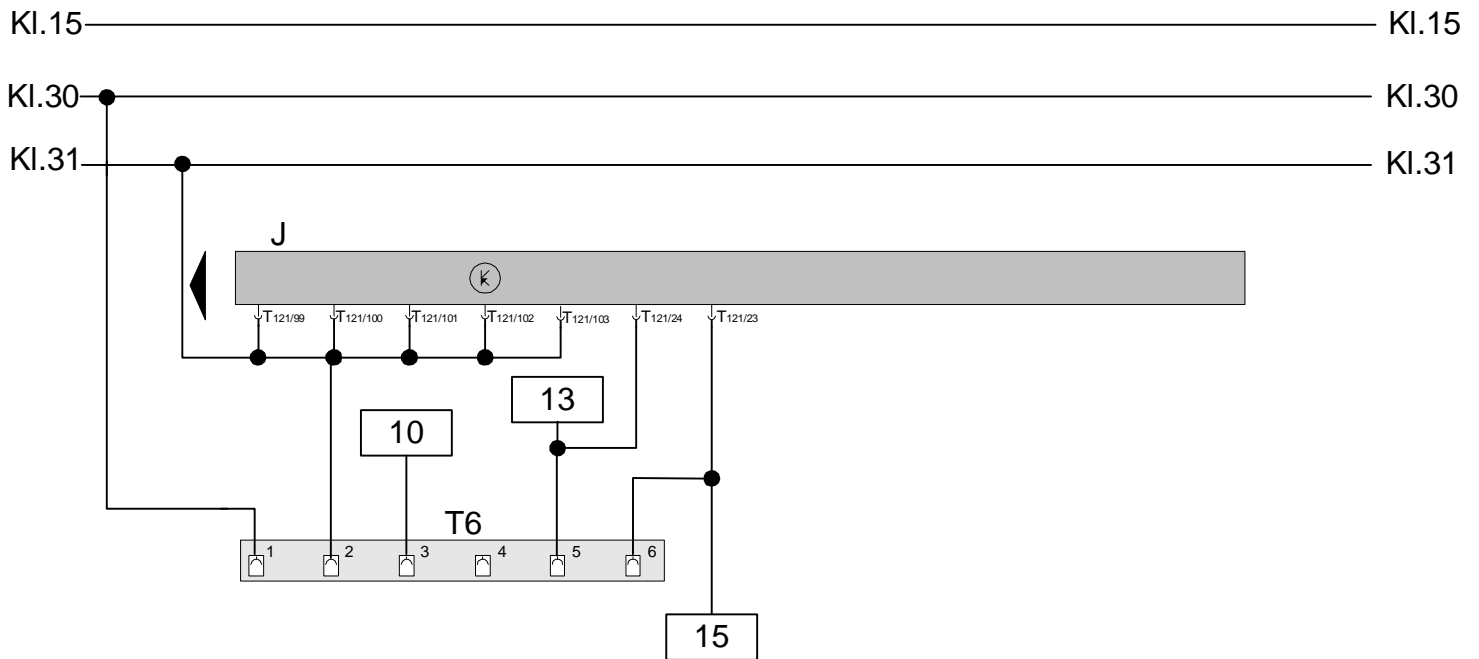 Kl.15 Kl.15
Kl.30 Kl.30
Kl.31 Kl.31
J
K
T121/99 T121/100 T121/101 T121/102 T121/103 T121/24 T121/23
13
10
T6
1 2 3 4 5 6
15